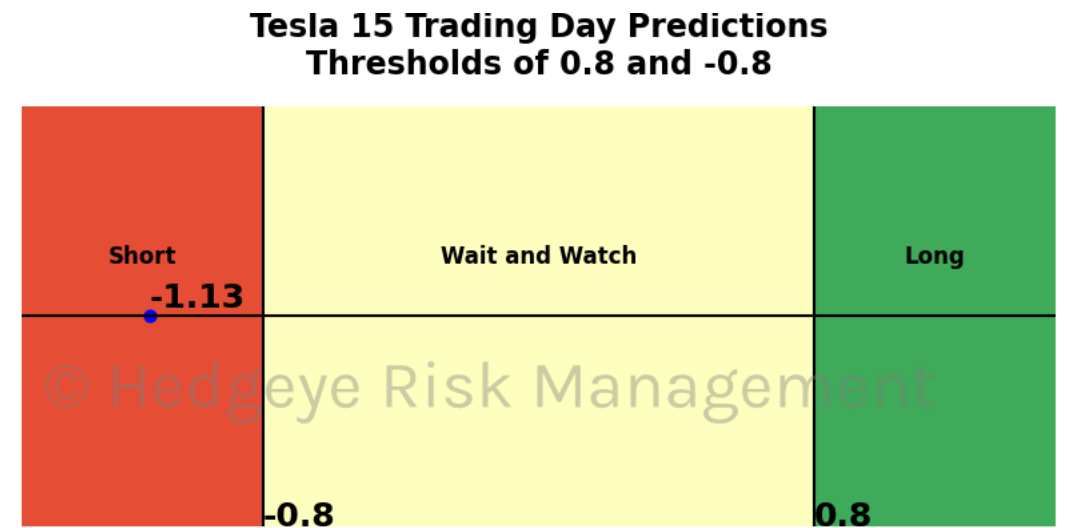 Tesla 15 Trading Day Predictions
Thresholds of 0.8 and -0.8
Short
Wait and Watch
Long
-1.13
© Hedgeye Risk Management
-0.8
0.8